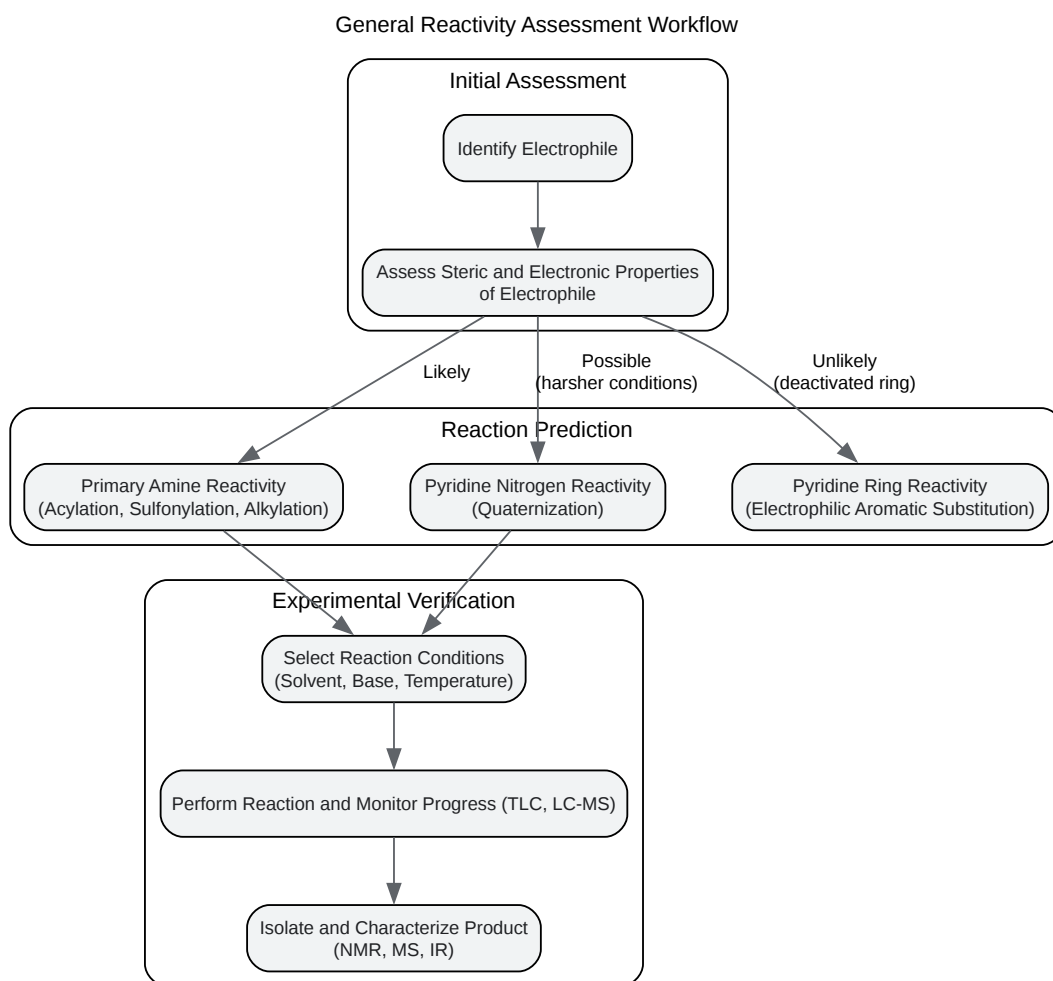 General Reactivity Assessment Workflow
Initial Assessment
Identify Electrophile
Assess Steric and Electronic Properties
of Electrophile
Likely
Possible
(harsher conditions)
Unlikely
(deactivated ring)
Reaction Prediction
Primary Amine Reactivity
(Acylation, Sulfonylation, Alkylation)
Pyridine Nitrogen Reactivity
(Quaternization)
Pyridine Ring Reactivity
(Electrophilic Aromatic Substitution)
Experimental Verification
Select Reaction Conditions
(Solvent, Base, Temperature)
Perform Reaction and Monitor Progress (TLC, LC-MS)
Isolate and Characterize Product
(NMR, MS, IR)